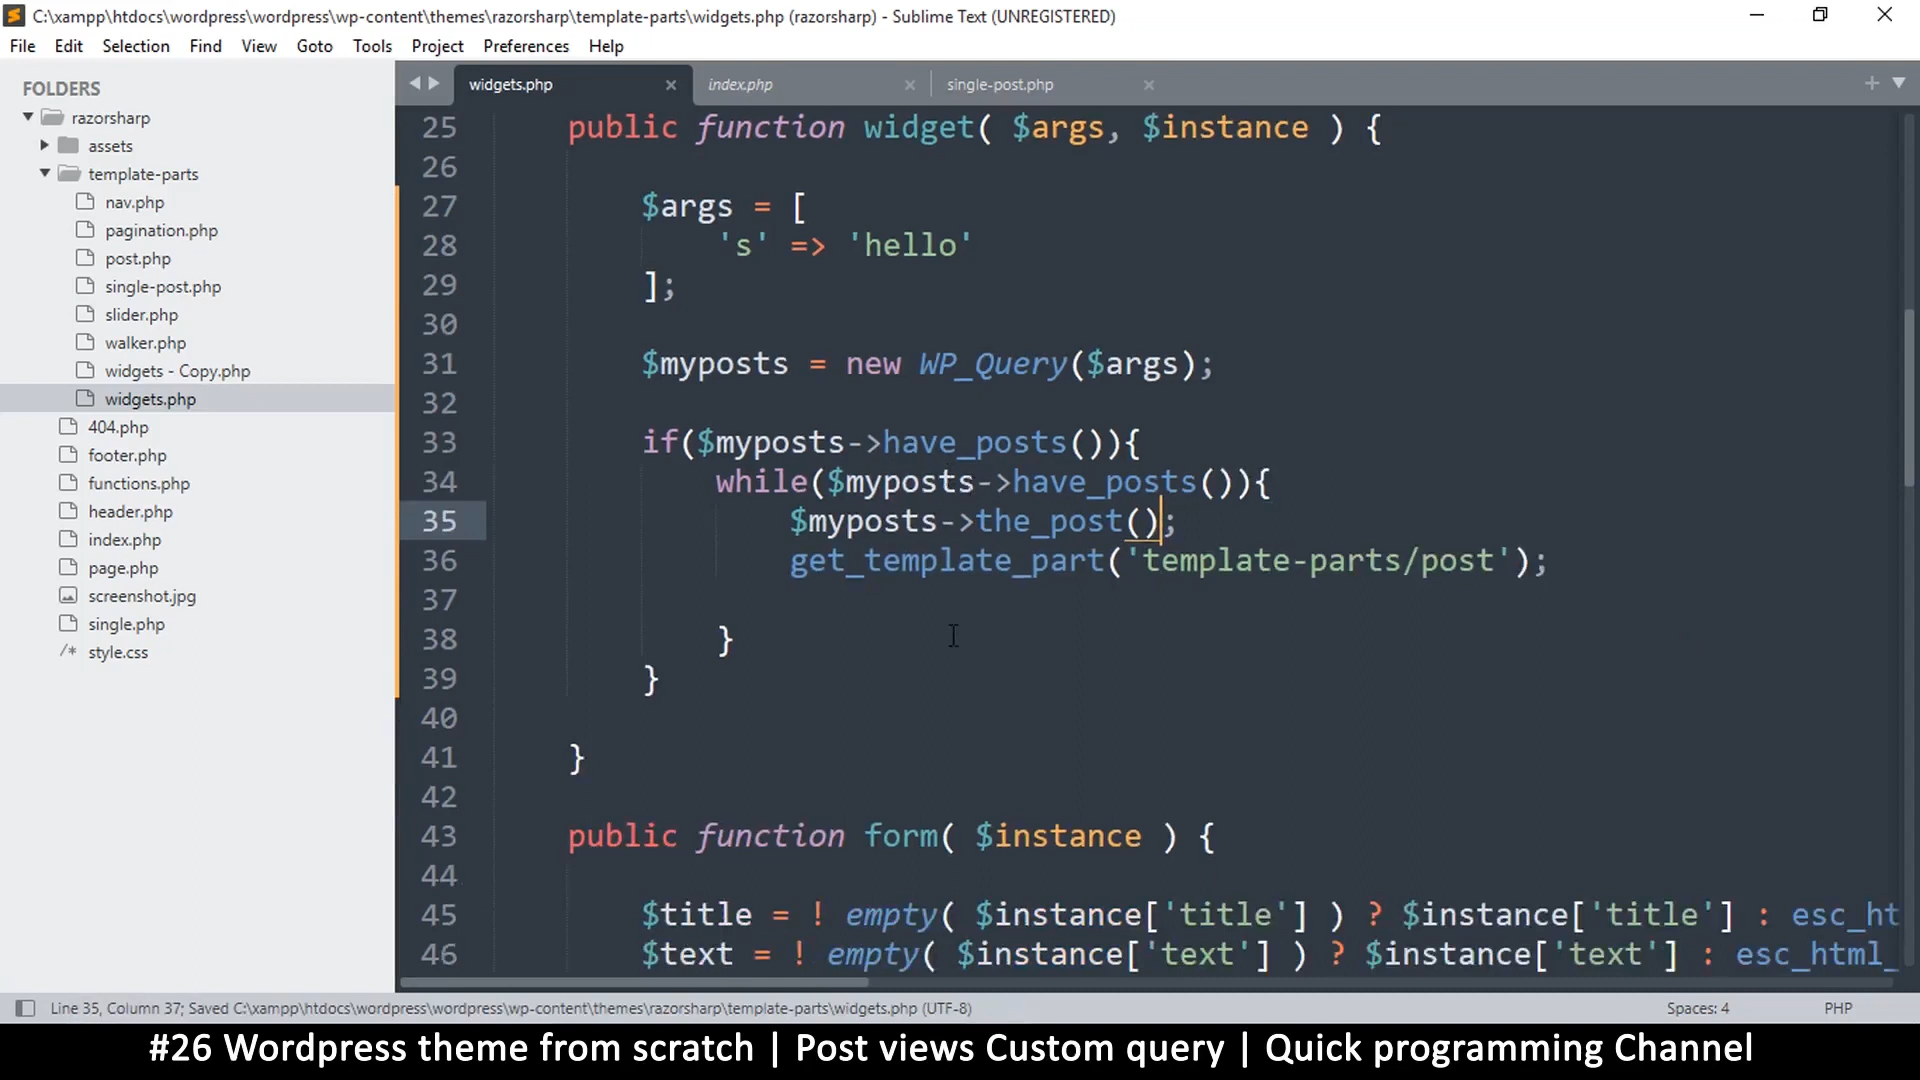 C:\xampp\htdocs\wordpress\wordpress\wp-content\themes\razorsharp\template-parts\widgets.php (razorsharp) - Sublime Text (UNREGISTERED)
File Edit Selection Find View Goto Tools Project Preferences Help
FOLDERS
razorsharp
assets
template-parts
nav.php
pagination.php
post.php
single-post.php
slider.php
walker.php
widgets - Copy.php
widgets.php
404.php
footer.php
functions.php
header.php
index.php
page.php
screenshot.jpg
single.php
/* style.css
widgets.php × index.php × single-post.php ×
25 public function widget( $args, $instance ) {
26
27 $args = [
28 's' => 'hello'
29 ];
30
31 $myposts = new WP_Query($args);
32
33 if($myposts->have_posts()){
34 while($myposts->have_posts()){
35 $myposts->the_post();
36 get_template_part('template-parts/post');
37
38 }
39 }
40
41 }
42
43 public function form( $instance ) {
44
45 $title = ! empty( $instance['title'] ) ? $instance['title'] : esc_ht
46 $text = ! empty( $instance['text'] ) ? $instance['text'] : esc_html_
Line 35, Column 37; Saved C:\xampp\htdocs\wordpress\wordpress\wp-content\themes\razorsharp\template-parts\widgets.php (UTF-8) Spaces: 4 PHP
#26 Wordpress theme from scratch | Post views Custom query | Quick programming Channel